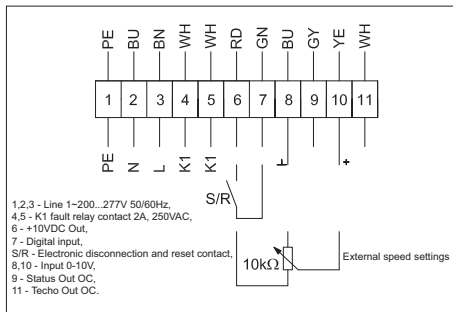 PE BU BN WH WH RD GN BU GY YE WH
1 2 3 4 5 6 7 8 9 10 11
PE N L K1 K1 +
S/R
1,2,3 - Line 1~200...277V 50/60Hz,
4,5 - K1 fault relay contact 2A, 250VAC,
6 - +10VDC Out,
7 - Digital input,
S/R - Electronic disconnection and reset contact,
8,10 - Input 0-10V,
9 - Status Out OC,
11 - Techo Out OC.
10kΩ
External speed settings